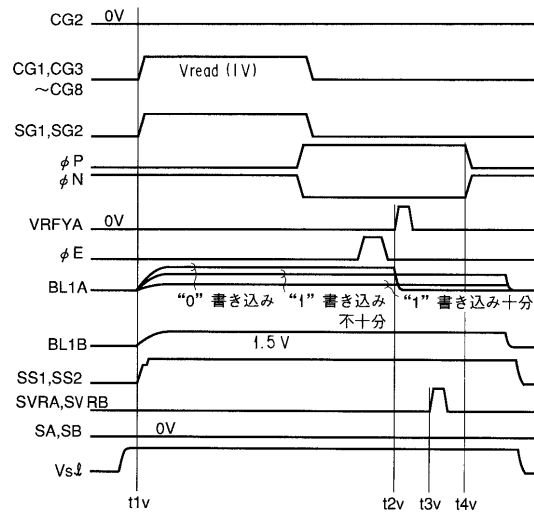 CG2 0V
CG1,CG3
～CG8
Vread (1V)
SG1,SG2
φP
φN
VRFYA 0V
φE
BL1A
“0” 書き込み “1” 書き込み “1” 書き込み十分
不十分
BL1B 1.5V
SS1,SS2
SVRA,SVRB
SA,SB 0V
Vsℓ
t1v t2v t3v t4v